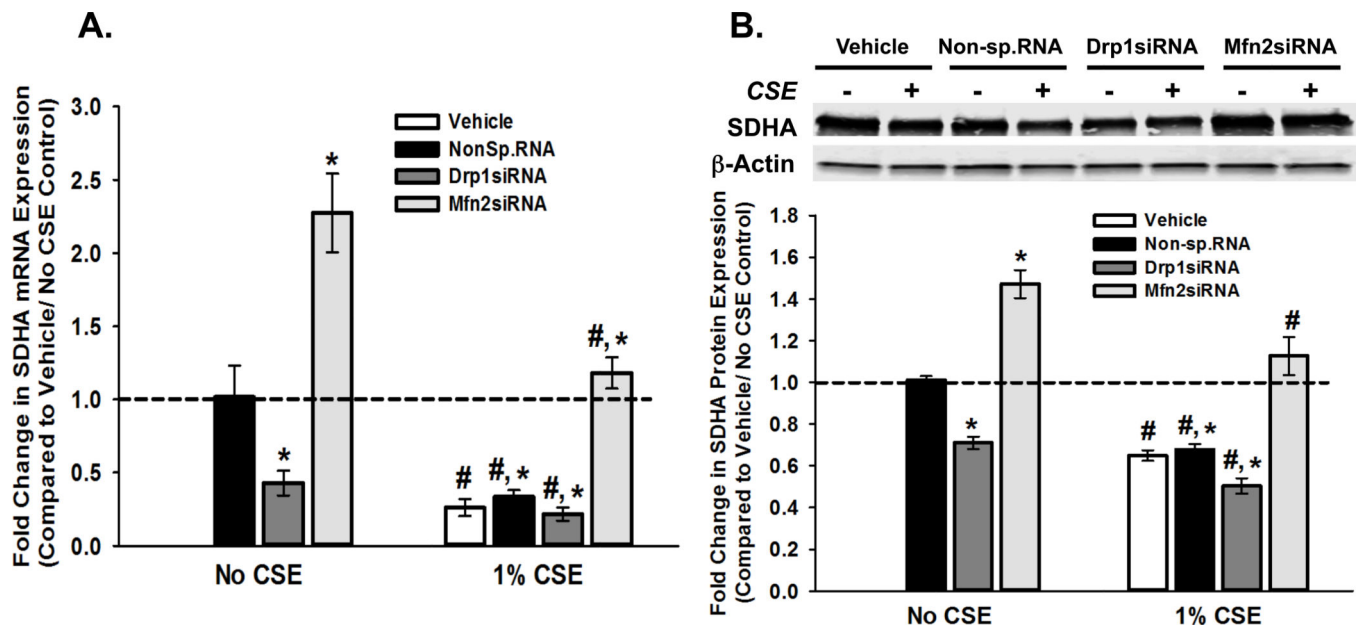 A.
Fold Change in SDHA mRNA Expression
(Compared to Vehicle/ No CSE Control)
3.0
2.5
2.0
1.5
1.0
0.5
0.0
Vehicle
NonSp.RNA
Drp1siRNA
Mfn2siRNA
*
*
#
#, *
#, *
#, *
No CSE
1% CSE
B.
Vehicle Non-sp.RNA Drp1siRNA Mfn2siRNA
CSE - + - + - + - +
SDHA
β-Actin
Fold Change in SDHA Protein Expression
(Compared to Vehicle/ No CSE Control)
1.8
1.6
1.4
1.2
1.0
0.8
0.6
0.4
0.2
0.0
Vehicle
Non-sp.RNA
Drp1siRNA
Mfn2siRNA
*
*
#
#, *
#, *
#
No CSE
1% CSE